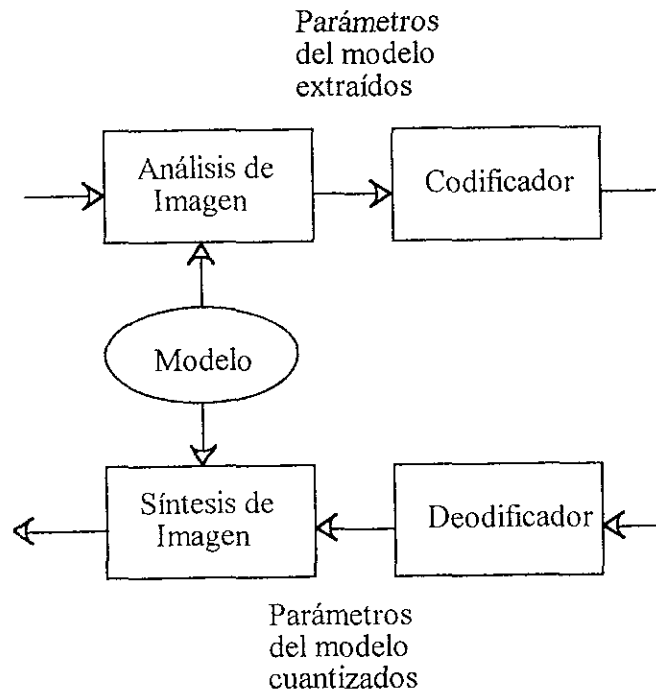 Parámetros
del modelo
extraídos
Análisis de
Imagen
Codificador
Modelo
Síntesis de
Imagen
Deodificador
Parámetros
del modelo
cuantizados